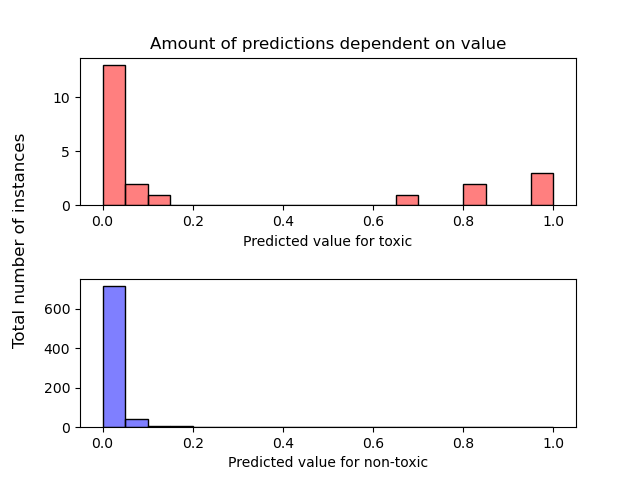 Amount of predictions dependent on value
10
5
0
0.0 0.2 0.4 0.6 0.8 1.0
Predicted value for toxic
Total number of instances
600
400
200
0
0.0 0.2 0.4 0.6 0.8 1.0
Predicted value for non-toxic